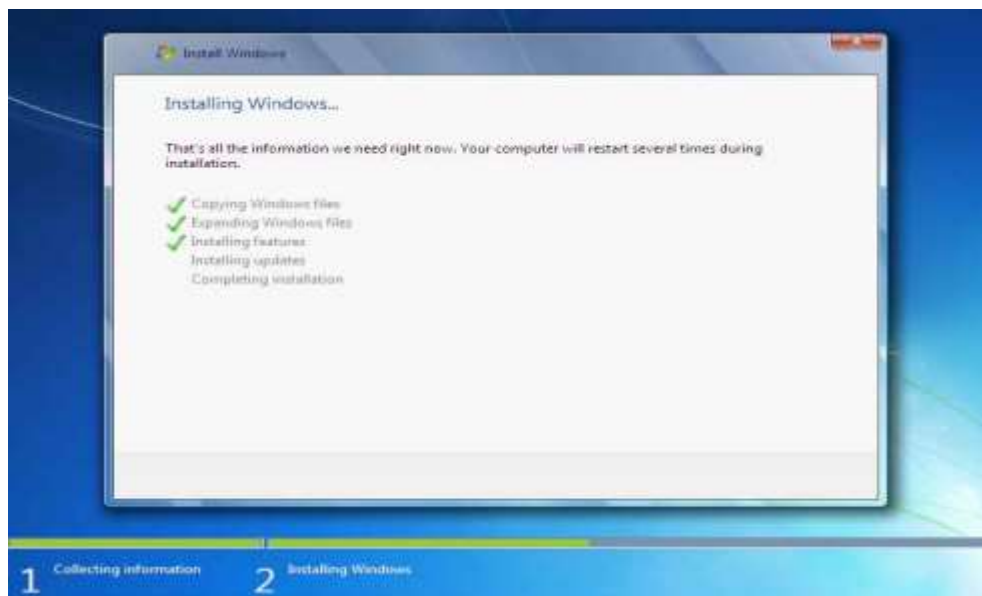 Install Windows
Installing Windows...
That's all the information we need right now. Your computer will restart several times during
installation.
Copying Windows files
Expanding Windows files
Installing features
Installing updates
Completing installation
1 Collecting information
2 Installing Windows